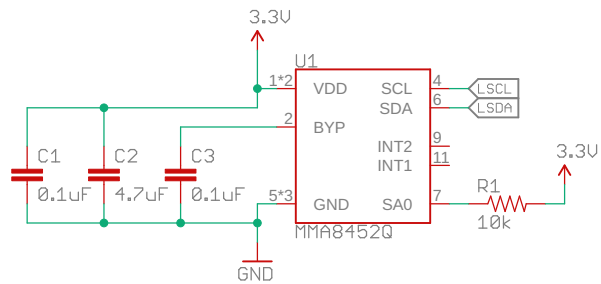 3.3V
U1
1*2 VDD SCL 4 LSCL
SDA 6 LSDA
2 BYP
INT2 9
INT1 11
C1 C2 C3
0.1uF 4.7uF 0.1uF
5*3 GND SA0 7
MMA8452Q
3.3V
R1
10k
GND